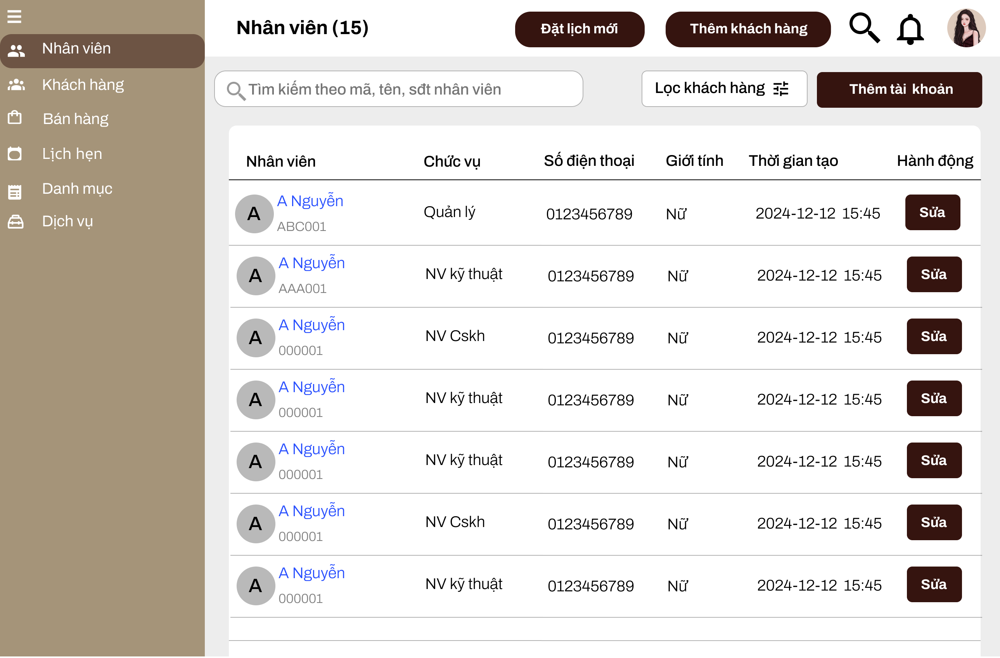 Nhân viên (15)
Đặt lịch mới
Thêm khách hàng
Nhân viên
Khách hàng
Bán hàng
Lịch hẹn
Danh mục
Dịch vụ
Tìm kiếm theo mã, tên, sđt nhân viên
Lọc khách hàng
Thêm tài khoản
Nhân viên Chức vụ Số điện thoại Giới tính Thời gian tạo Hành động
A A Nguyễn Quản lý 0123456789 Nữ 2024-12-12 15:45 Sửa
ABC001
A A Nguyễn NV kỹ thuật 0123456789 Nữ 2024-12-12 15:45 Sửa
AAA001
A A Nguyễn NV Cskh 0123456789 Nữ 2024-12-12 15:45 Sửa
000001
A A Nguyễn NV kỹ thuật 0123456789 Nữ 2024-12-12 15:45 Sửa
000001
A A Nguyễn NV kỹ thuật 0123456789 Nữ 2024-12-12 15:45 Sửa
000001
A A Nguyễn NV Cskh 0123456789 Nữ 2024-12-12 15:45 Sửa
000001
A A Nguyễn NV kỹ thuật 0123456789 Nữ 2024-12-12 15:45 Sửa
000001